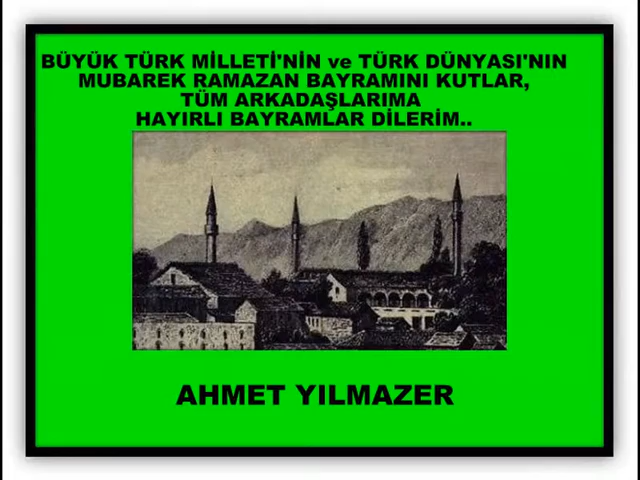 BÜYÜK TÜRK MİLLETİ'NİN ve TÜRK DÜNYASI'NIN
MUBAREK RAMAZAN BAYRAMINI KUTLAR,
TÜM ARKADAŞLARIMA
HAYIRLI BAYRAMLAR DİLERİM..
AHMET YILMAZER